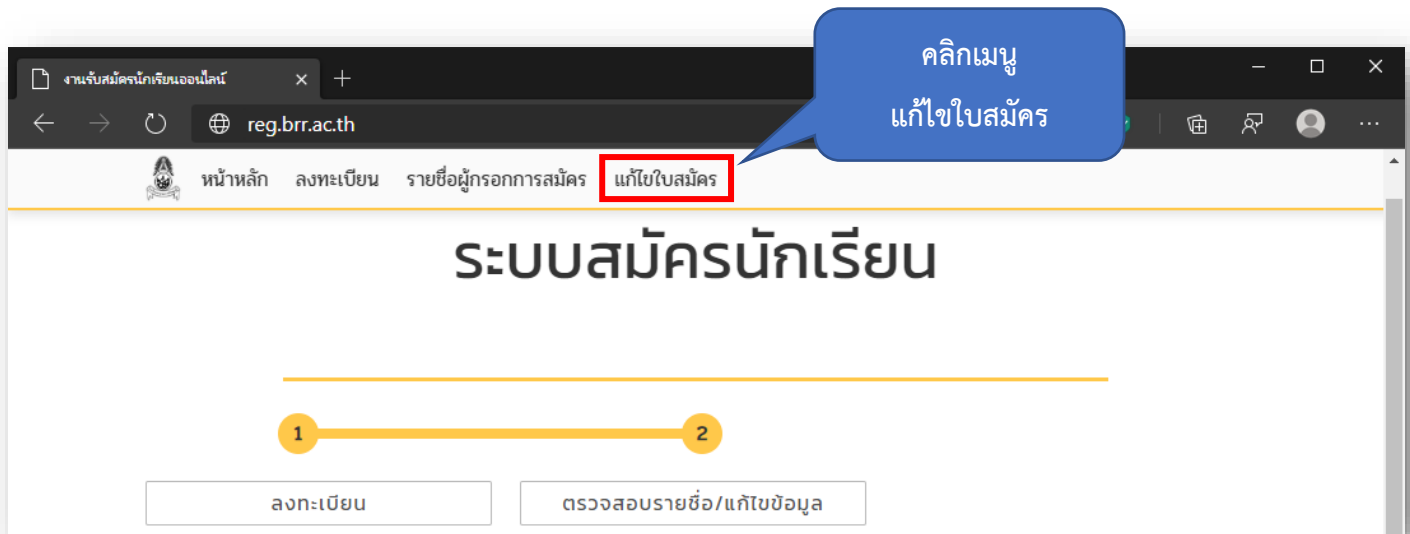 คลิกเมนู
แก้ไขใบสมัคร
งานรับสมัครนักเรียนออนไลน์
reg.brr.ac.th
หน้าหลัก ลงทะเบียน รายชื่อผู้กรอกการสมัคร แก้ไขใบสมัคร
ระบบสมัครนักเรียน
1 2
ลงทะเบียน ตรวจสอบรายชื่อ/แก้ไขข้อมูล